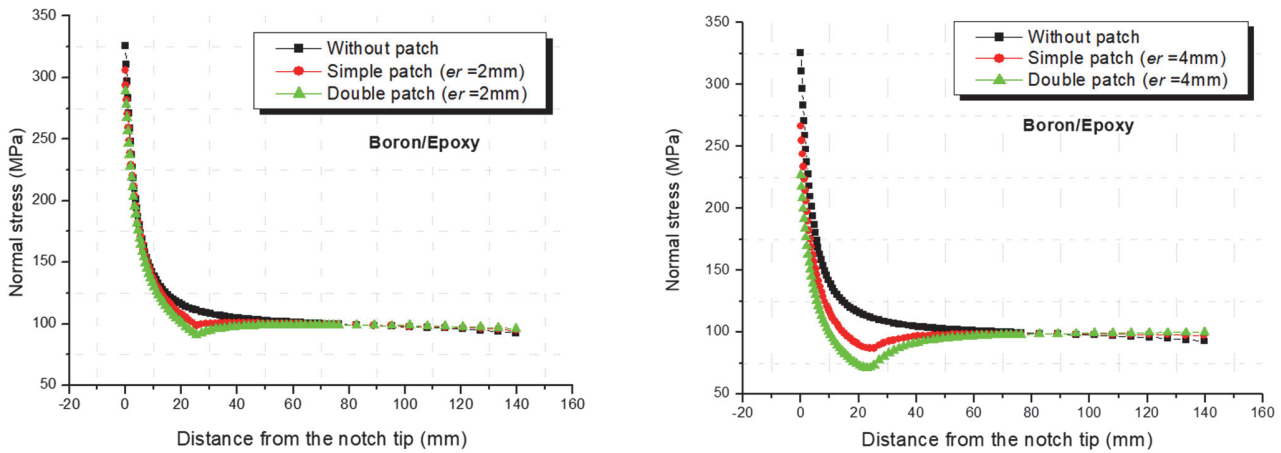 350
300
250
200
150
100
50
Normal stress (MPa)
Without patch
Simple patch (er =2mm)
Double patch (er =2mm)
Boron/Epoxy
-20 0 20 40 60 80 100 120 140 160
Distance from the notch tip (mm)
350
300
250
200
150
100
50
Normal stress (MPa)
Without patch
Simple patch (er =4mm)
Double patch (er =4mm)
Boron/Epoxy
-20 0 20 40 60 80 100 120 140 160
Distance from the notch tip (mm)